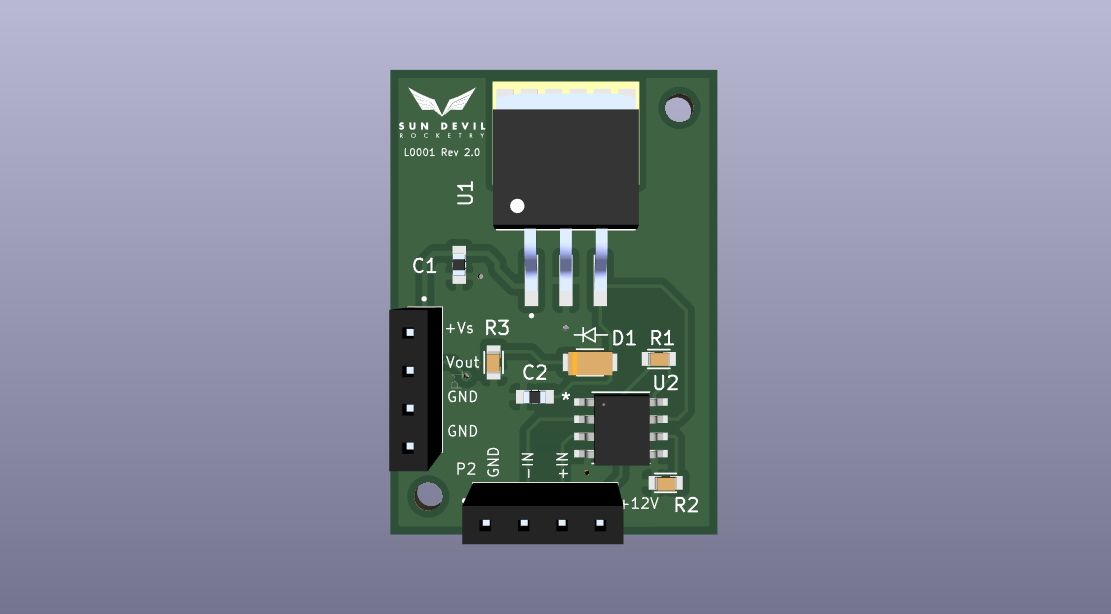 SUN DEVIL
ROCKETRY
L0001 Rev 2.0
U1
C1
+Vs
R3
D1
R1
Vout
C2
U2
GND
*
GND
P2
GND
-IN
+IN
+12V
R2